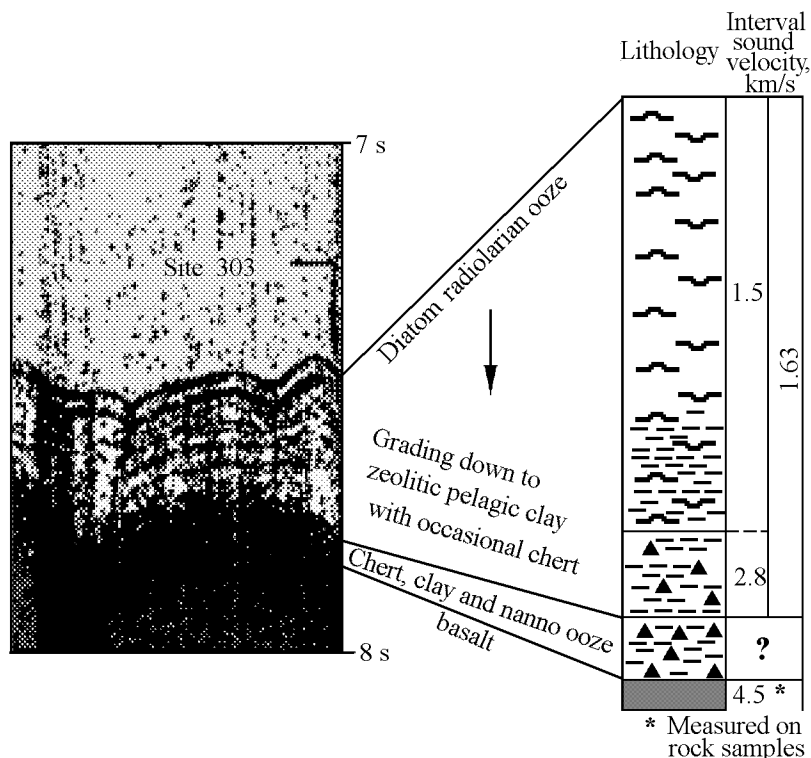 Interval
sound
velocity,
km/s
Lithology
7 s
Site 303
8 s
Diatom radiolarian ooze
Grading down to
zeolitic pelagic clay
with occasional chert
Chert, clay and nanno ooze
basalt
1.5
1.63
2.8
?
4.5 *
* Measured on
rock samples